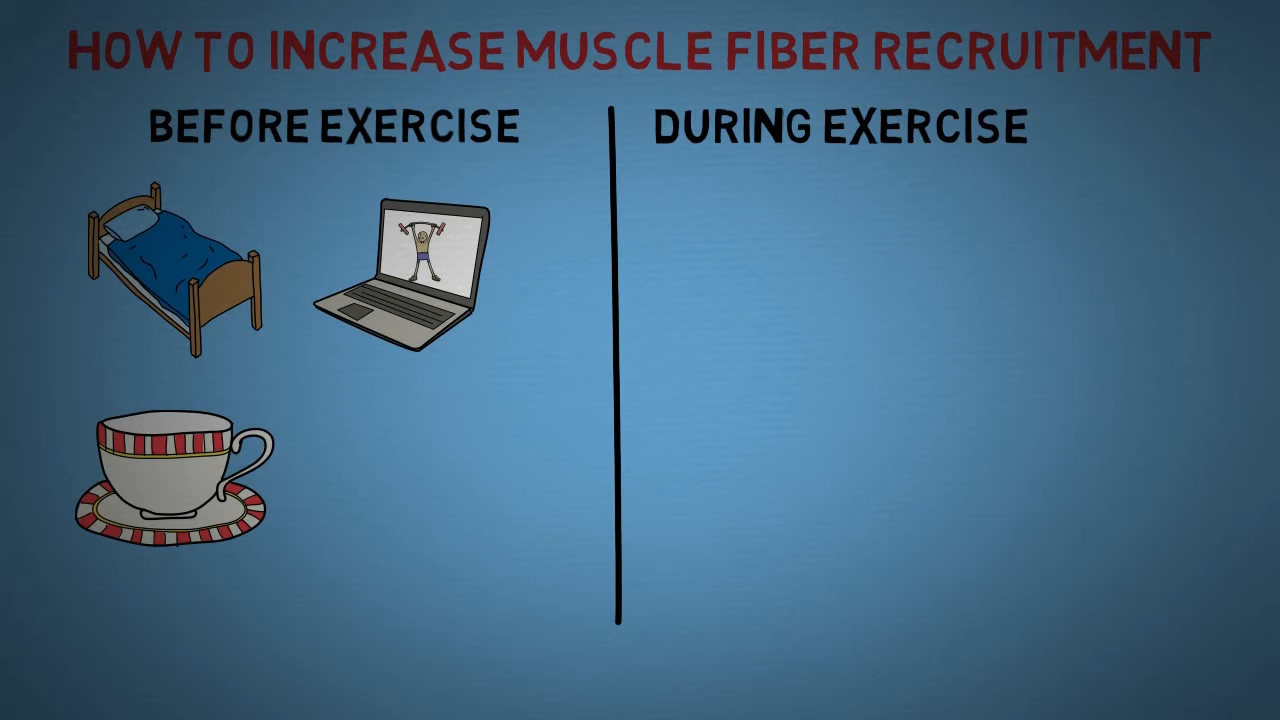 HOW TO INCREASE MUSCLE FIBER RECRUITMENT
BEFORE EXERCISE
DURING EXERCISE